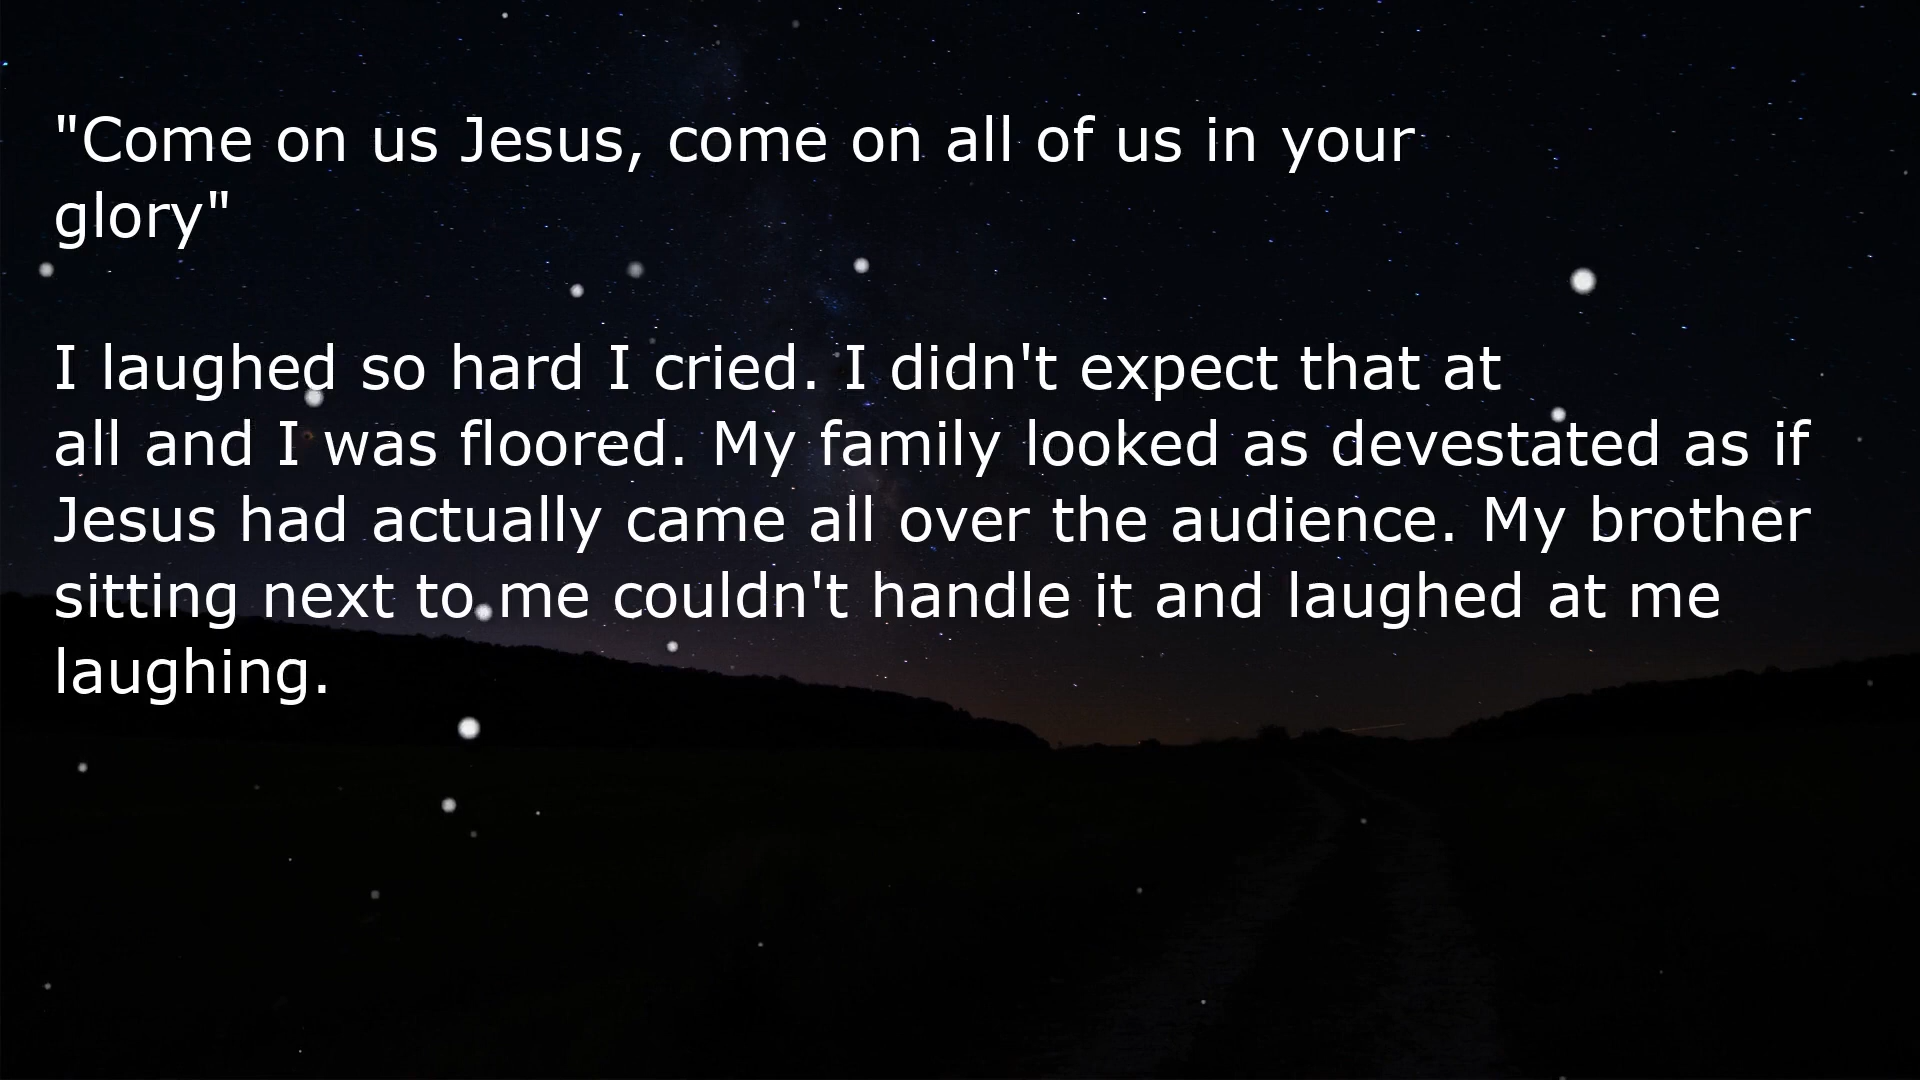 "Come on us Jesus, come on all of us in your
glory"
I laughed so hard I cried. I didn't expect that at
all and I was floored. My family looked as devestated as if
Jesus had actually came all over the audience. My brother
sitting next to me couldn't handle it and laughed at me
laughing.